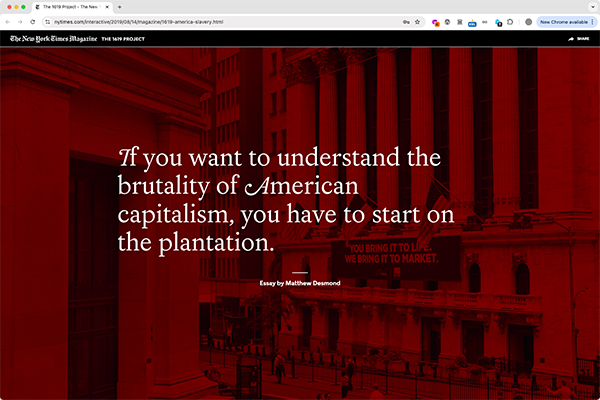 The 1619 Project - The New
nytimes.com/interactive/2019/08/14/magazine/1619-america-slavery.html
New Chrome available
The New York Times Magazine THE 1619 PROJECT
SHARE
If you want to understand the
brutality of American
capitalism, you have to start on
the plantation.
"YOU BRING IT TO LIFE.
WE BRING IT TO MARKET.
Essay by Matthew Desmond